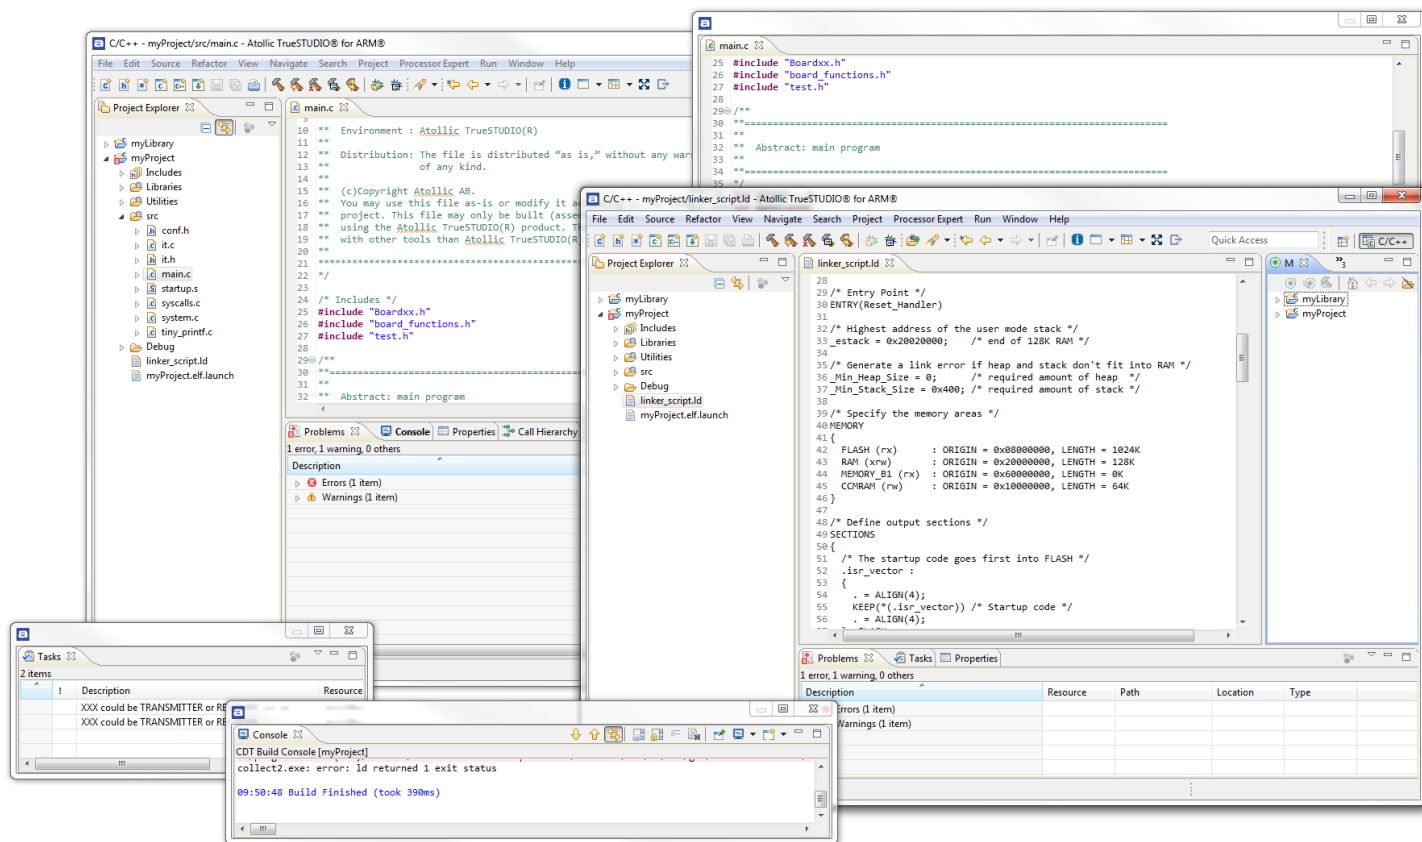 C/C++ - myProject/src/main.c - Atollic TrueSTUDIO® for ARM®
File Edit Source Refactor View Navigate Search Project Processor Expert Run Window Help
Project Explorer
myLibrary
myProject
Includes
Libraries
Utilities
src
conf.h
it.c
it.h
main.c
startup.s
syscalls.c
system.c
tiny_printf.c
Debug
linker_script.ld
myProject.elf.launch
main.c
10 ** Environment : Atollic TrueSTUDIO(R)
11 **
12 ** Distribution: The file is distributed “as is,” without any
13 ** of any kind.
14 **
15 ** (c)Copyright Atollic AB.
16 ** You may use this file as-is or modify it
17 ** project. This file may only be built
18 ** using the Atollic TrueSTUDIO(R) product.
19 ** with other tools than Atollic TrueSTUDIO(R
20 **
21 **********************************************
22 */
23
24 /* Includes */
25 #include "Boardxx.h"
26 #include "board_functions.h"
27 #include "test.h"
28
29 /**
30 **==============================================
31 **
32 ** Abstract: main program
Problems Console Properties Call Hierarchy
1 error, 1 warning, 0 others
Description
Errors (1 item)
Warnings (1 item)
main.c
25 #include "Boardxx.h"
26 #include "board_functions.h"
27 #include "test.h"
28
29 /**
30 **===========================================================================
31 **
32 ** Abstract: main program
33 **
34 **===========================================================================
35 */
C/C++ - myProject/linker_script.ld - Atollic TrueSTUDIO® for ARM®
File Edit Source Refactor View Navigate Search Project Processor Expert Run Window Help
Quick Access
C/C++
Project Explorer
myLibrary
myProject
Includes
Libraries
Utilities
src
Debug
linker_script.ld
myProject.elf.launch
linker_script.ld
28
29 /* Entry Point */
30 ENTRY(Reset_Handler)
31
32 /* Highest address of the user mode stack */
33 _estack = 0x20020000; /* end of 128K RAM */
34
35 /* Generate a link error if heap and stack don't fit into RAM */
36 _Min_Heap_Size = 0; /* required amount of heap */
37 _Min_Stack_Size = 0x400; /* required amount of stack */
38
39 /* Specify the memory areas */
40 MEMORY
41 {
42 FLASH (rx) : ORIGIN = 0x08000000, LENGTH = 1024K
43 RAM (xrw) : ORIGIN = 0x20000000, LENGTH = 128K
44 MEMORY_B1 (rx) : ORIGIN = 0x60000000, LENGTH = 0K
45 CCMRAM (rw) : ORIGIN = 0x10000000, LENGTH = 64K
46 }
47
48 /* Define output sections */
49 SECTIONS
50 {
51 /* The startup code goes first into FLASH */
52 .isr_vector :
53 {
54 . = ALIGN(4);
55 KEEP(*(.isr_vector)) /* Startup code */
56 . = ALIGN(4);
M
3
myLibrary
myProject
Problems Tasks Properties
1 error, 1 warning, 0 others
Description Resource Path Location Type
Errors (1 item)
Warnings (1 item)
Tasks
2 items
! Description Resource
XXX could be TRANSMITTER or
XXX could be TRANSMITTER or
Console
CDT Build Console [myProject]
collect2.exe: error: ld returned 1 exit status
09:50:48 Build Finished (took 390ms)